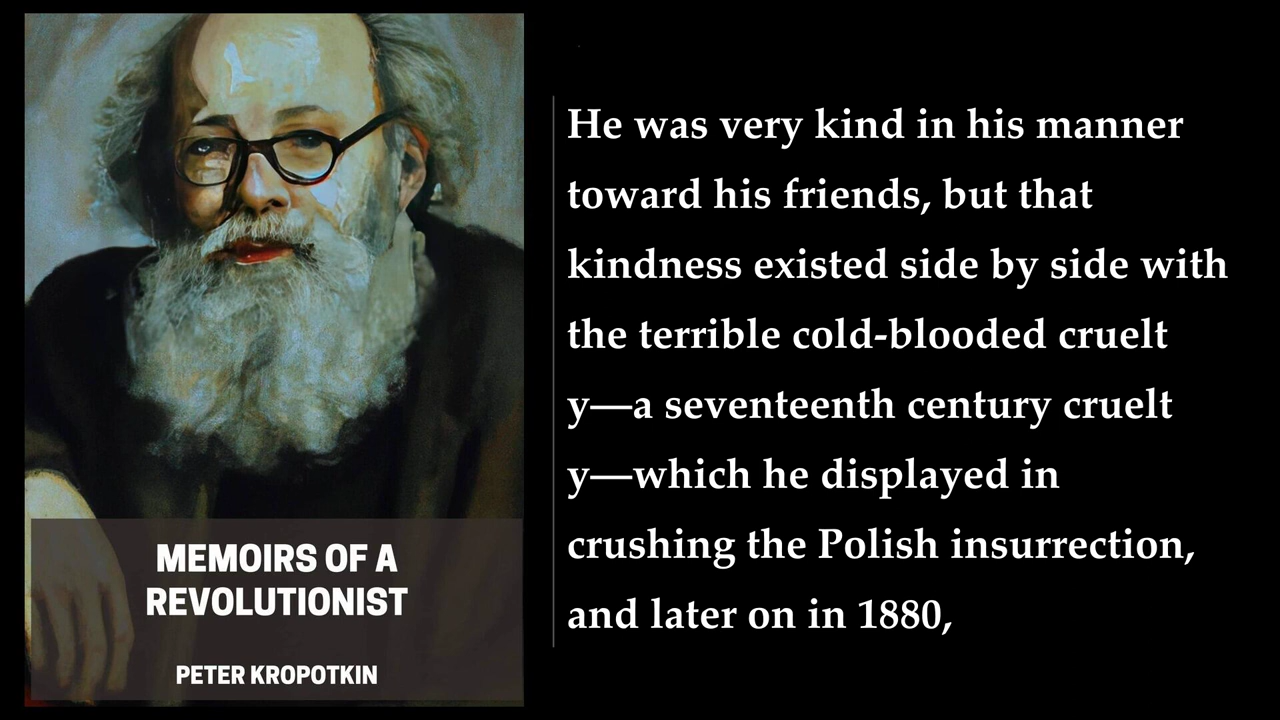 MEMOIRS OF A
REVOLUTIONIST
PETER KROPOTKIN
He was very kind in his manner
toward his friends, but that
kindness existed side by side with
the terrible cold-blooded cruelt
y—a seventeenth century cruelt
y—which he displayed in
crushing the Polish insurrection,
and later on in 1880,